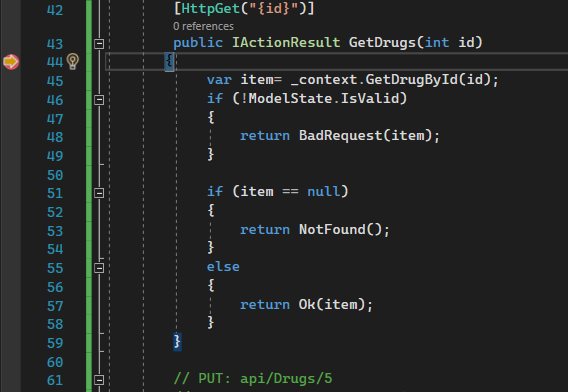 42 [HttpGet("{id}")]
0 references
43 public IActionResult GetDrugs(int id)
44 {
45 var item= _context.GetDrugById(id);
46 if (!ModelState.IsValid)
47 {
48 return BadRequest(item);
49 }
50
51 if (item == null)
52 {
53 return NotFound();
54 }
55 else
56 {
57 return Ok(item);
58 }
59 }
60
61 // PUT: api/Drugs/5